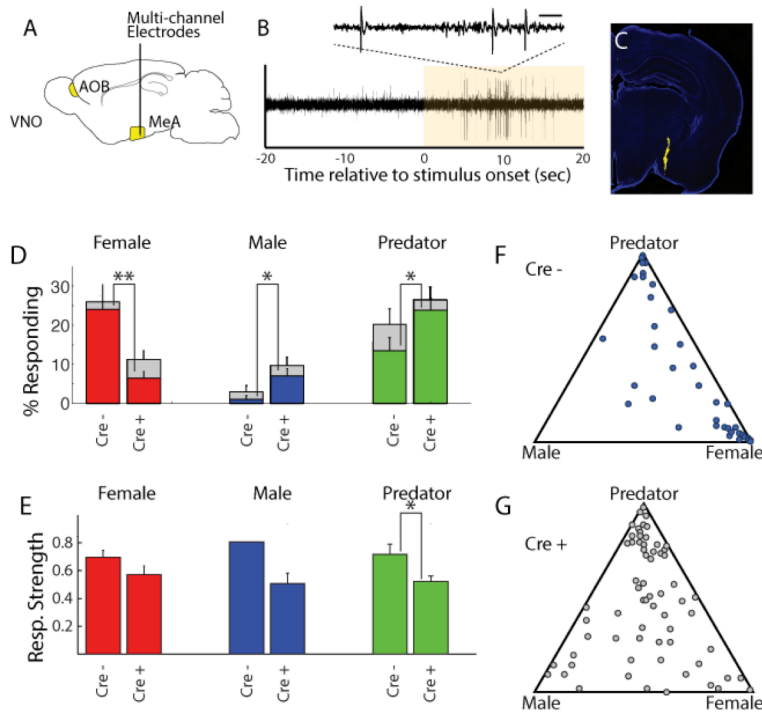 A
Multi-channel
Electrodes
AOB
VNO
MeA
B
-20 -10 0 10 20
Time relative to stimulus onset (sec)
C
D
Female Male Predator
** * *
% Responding
20
10
0
Cre - Cre + Cre - Cre + Cre - Cre +
E
Female Male Predator
*
Resp. Strength
0.8
0.6
0.4
0.2
Cre - Cre + Cre - Cre + Cre - Cre +
F
Predator
Cre -
Male Female
G
Predator
Cre +
Male Female